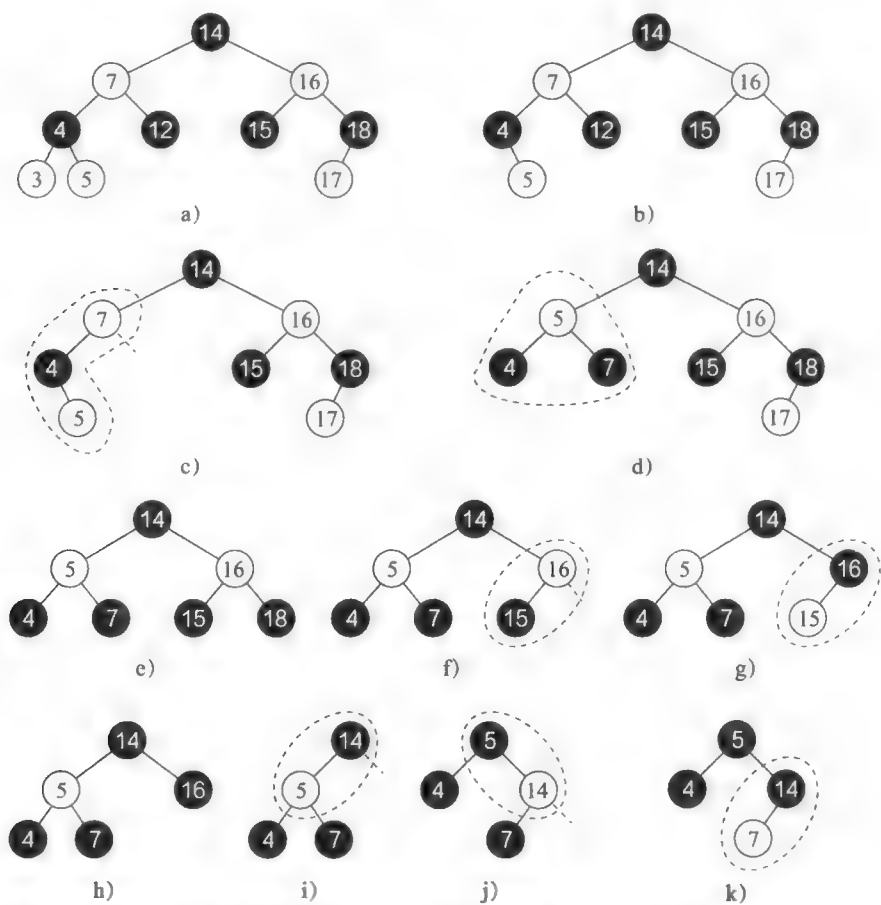 14 14
7 16 7 16
4 12 15 18 4 12 15 18
3 5 17 5 17
a) b)
14 14
7 16 5 16
4 15 18 4 7 15 18
5 17 17
c) d)
14 14 14
5 16 5 16 5 16
4 7 15 18 4 7 15 4 7 15
e) f) g)
14 14 5 5
5 16 5 4 14 4 14
4 7 4 7 7 7
h) i) j) k)